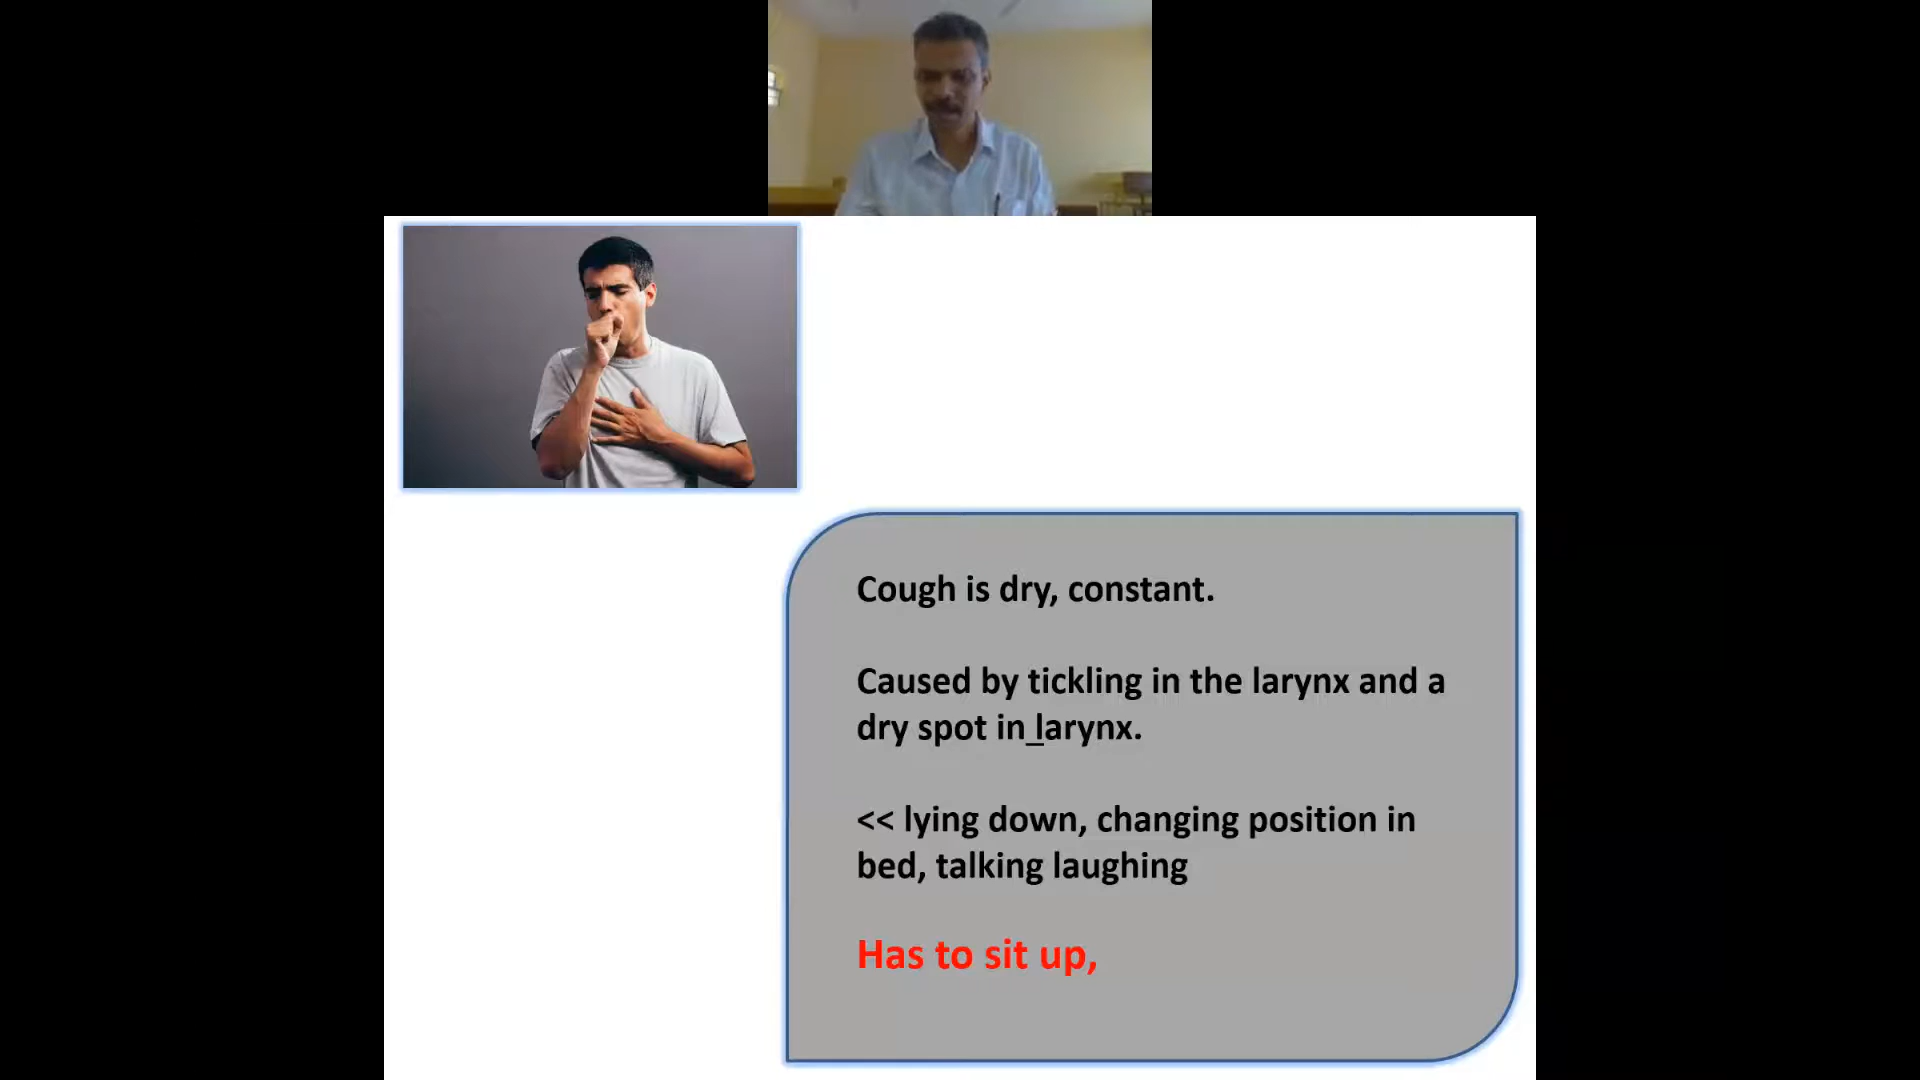 Cough is dry, constant.
Caused by tickling in the larynx and a
dry spot in larynx.
<< lying down, changing position in
bed, talking laughing
Has to sit up,